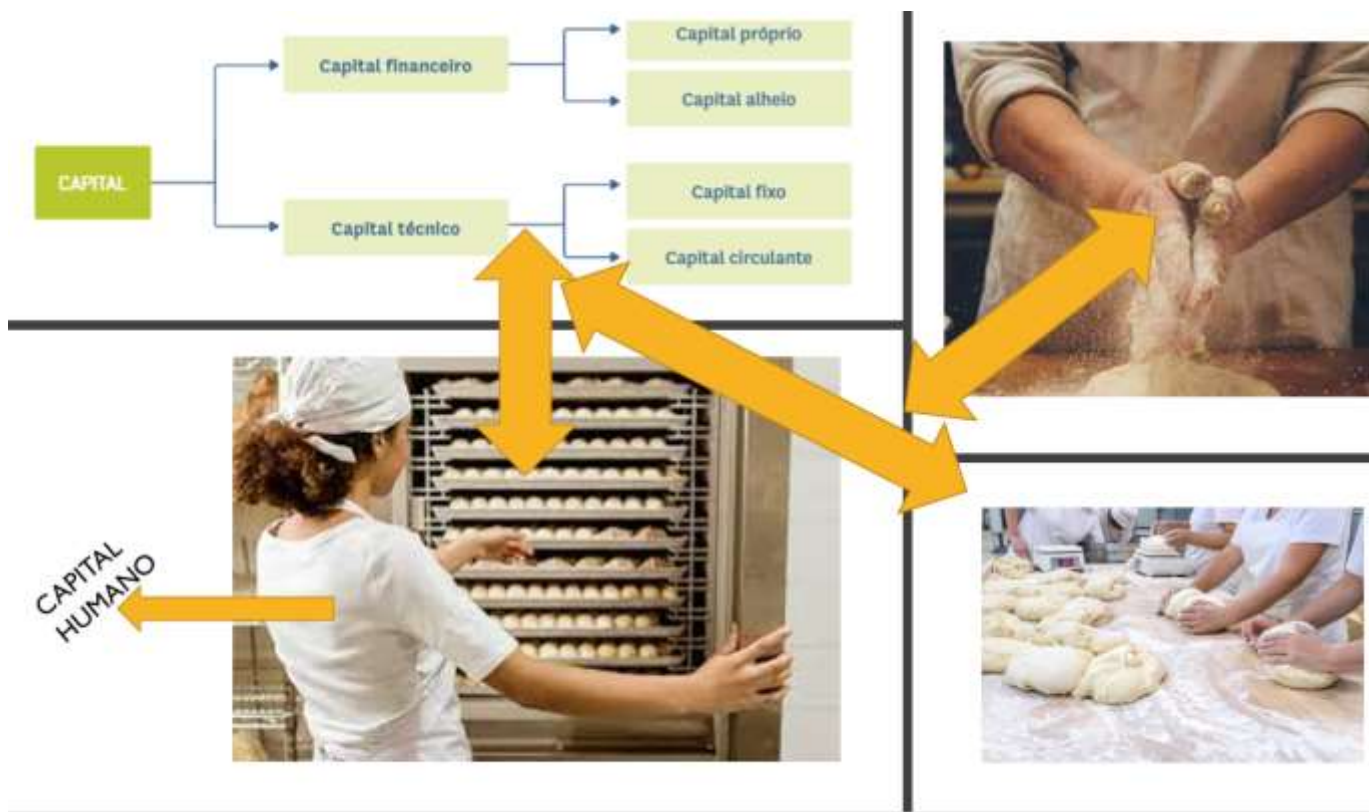 CAPITAL
Capital financeiro
Capital próprio
Capital alheio
Capital técnico
Capital fixo
Capital circulante
CAPITAL
HUMANO